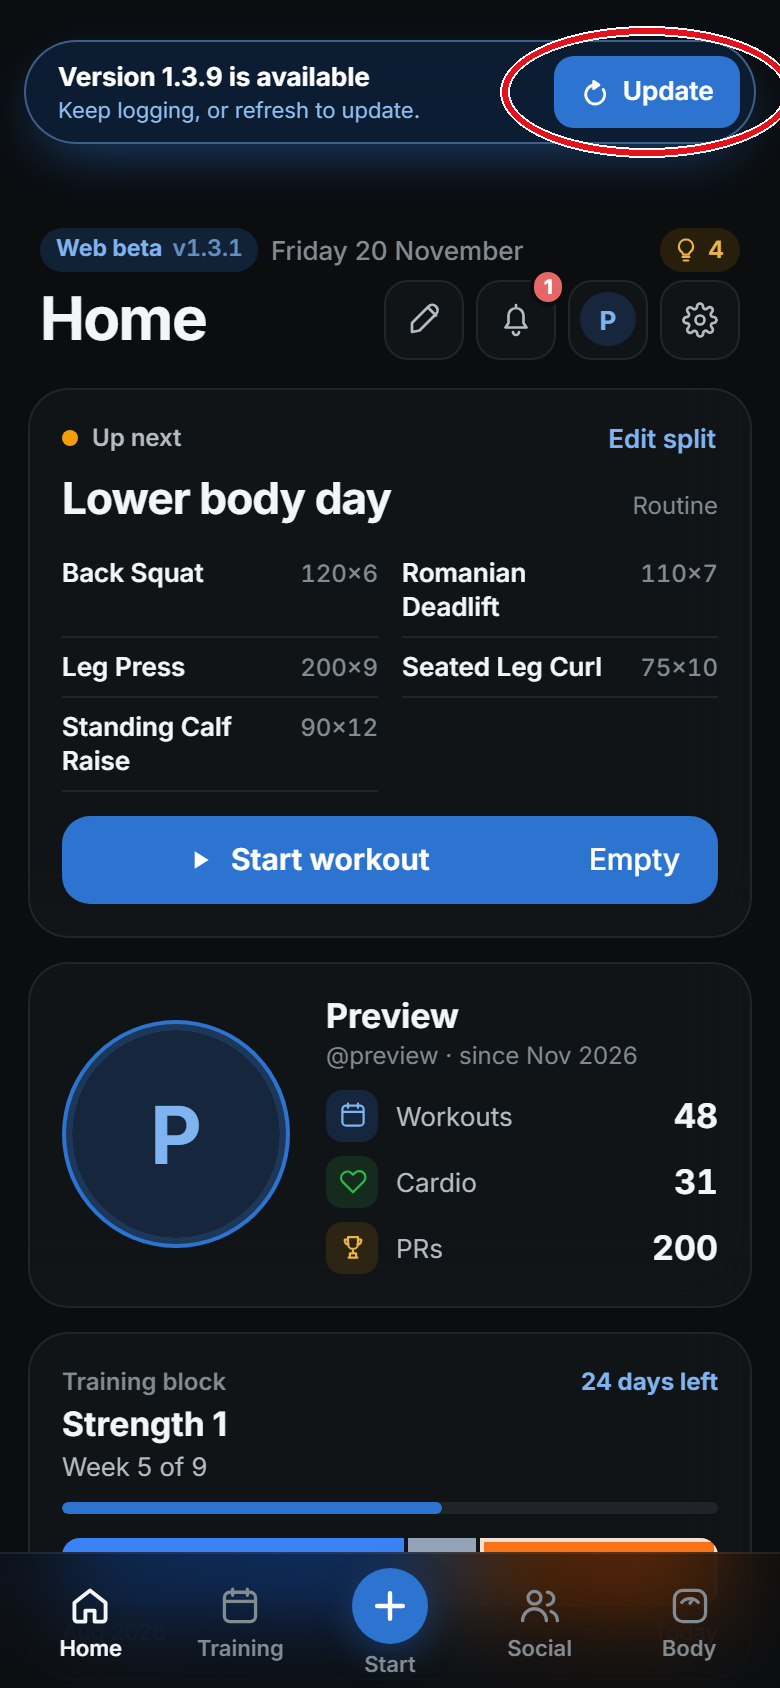 Version 1.3.9 is available
Keep logging, or refresh to update.
Update
Web beta v1.3.1
Friday 20 November
4
Home
1
P
Up next
Edit split
Lower body day
Routine
Back Squat 120×6
Romanian Deadlift 110×7
Leg Press 200×9
Seated Leg Curl 75×10
Standing Calf Raise 90×12
Start workout
Empty
P
Preview
@preview · since Nov 2026
Workouts 48
Cardio 31
PRs 200
Training block
24 days left
Strength 1
Week 5 of 9
Aug 2026
Today
Home
Training
Start
Social
Body